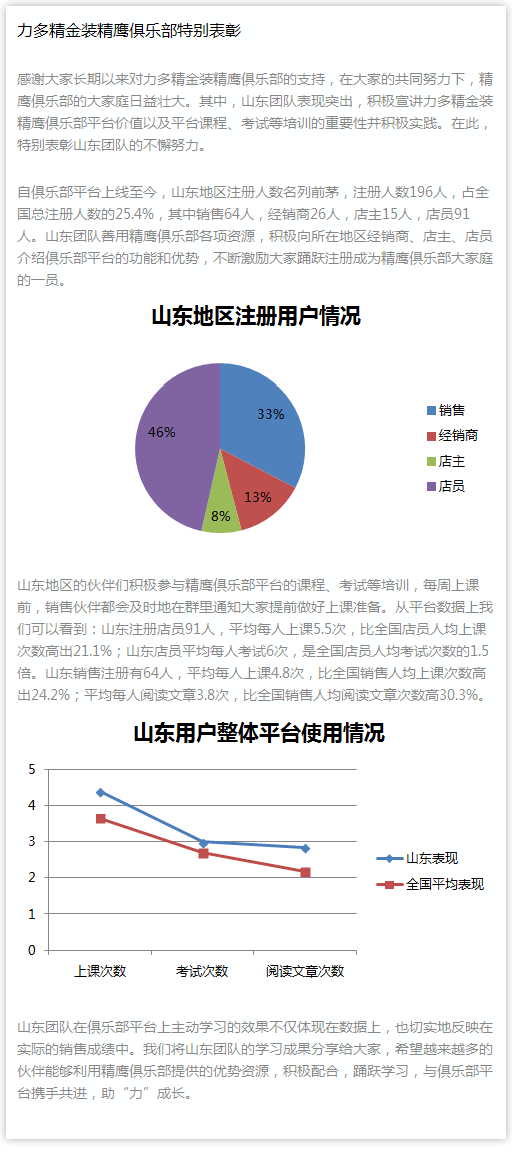 力多精金装精鹰俱乐部特别表彰
感谢大家长期以来对力多精金装精鹰俱乐部的支持，在大家的共同努力下，精
鹰俱乐部的大家庭日益壮大。其中，山东团队表现突出，积极宣讲力多精金装
精鹰俱乐部平台价值以及平台课程、考试等培训的重要性并积极实践。在此，
特别表彰山东团队的不懈努力。
自俱乐部平台上线至今，山东地区注册人数名列前茅，注册人数196人，占全
国总注册人数的25.4%，其中销售64人，经销商26人，店主15人，店员91
人。山东团队善用精鹰俱乐部各项资源，积极向所在地区经销商、店主、店员
介绍俱乐部平台的功能和优势，不断激励大家踊跃注册成为精鹰俱乐部大家庭
的一员。
山东地区注册用户情况
33%
46%
13%
8%
销售
经销商
店主
店员
山东地区的伙伴们积极参与精鹰俱乐部平台的课程、考试等培训，每周上课
前，销售伙伴都会及时地在群里通知大家提前做好上课准备。从平台数据上我
们可以看到：山东注册店员91人，平均每人上课5.5次，比全国店员人均上课
次数高出21.1%；山东店员平均每人考试6次，是全国店员人均考试次数的1.5
倍。山东销售注册有64人，平均每人上课4.8次，比全国销售人均上课次数高
出24.2%；平均每人阅读文章3.8次，比全国销售人均阅读文章次数高30.3%。
山东用户整体平台使用情况
5
4
3
2
1
0
上课次数 考试次数 阅读文章次数
山东表现
全国平均表现
山东团队在俱乐部平台上主动学习的效果不仅体现在数据上，也切实地反映在
实际的销售成绩中。我们将山东团队的学习成果分享给大家，希望越来越多的
伙伴能够利用精鹰俱乐部提供的优势资源，积极配合，踊跃学习，与俱乐部平
台携手共进，助“力”成长。